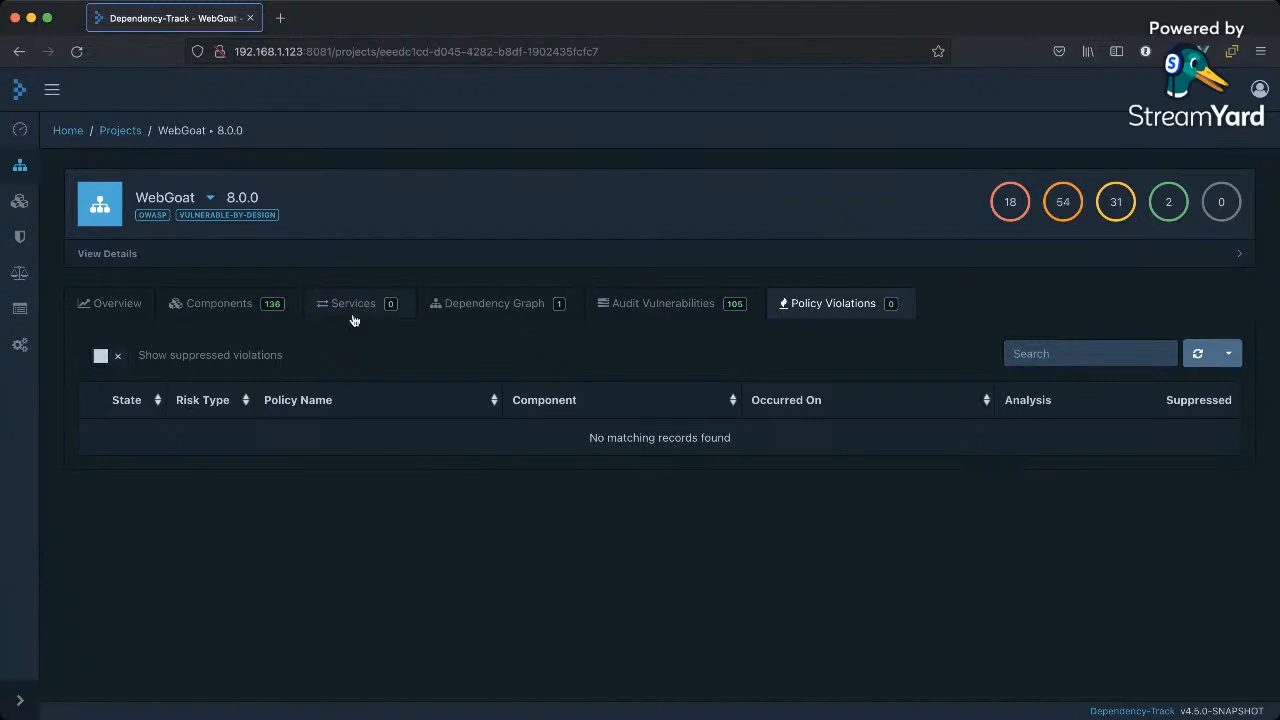 Dependency-Track - WebGoat -
192.168.1.123:8081/projects/eeedc1cd-d045-4282-b8df-1902435fcfc7
Powered by
S
StreamYard
Home / Projects / WebGoat • 8.0.0
WebGoat 8.0.0
OWASP VULNERABLE-BY-DESIGN
18 54 31 2 0
View Details
Overview Components 136 Services 0 Dependency Graph 1 Audit Vulnerabilities 105 Policy Violations 0
Show suppressed violations
Search
State Risk Type Policy Name Component Occurred On Analysis Suppressed
No matching records found
Dependency-Track v4.5.0-SNAPSHOT